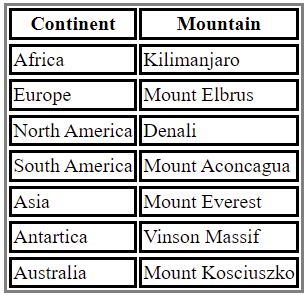 Continent Mountain
Africa Kilimanjaro
Europe Mount Elbrus
North America Denali
South America Mount Aconcagua
Asia Mount Everest
Antartica Vinson Massif
Australia Mount Kosciuszko